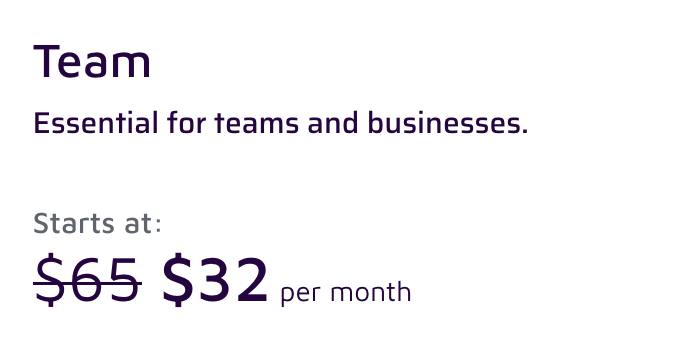 Team
Essential for teams and businesses.
Starts at:
$65 $32 per month